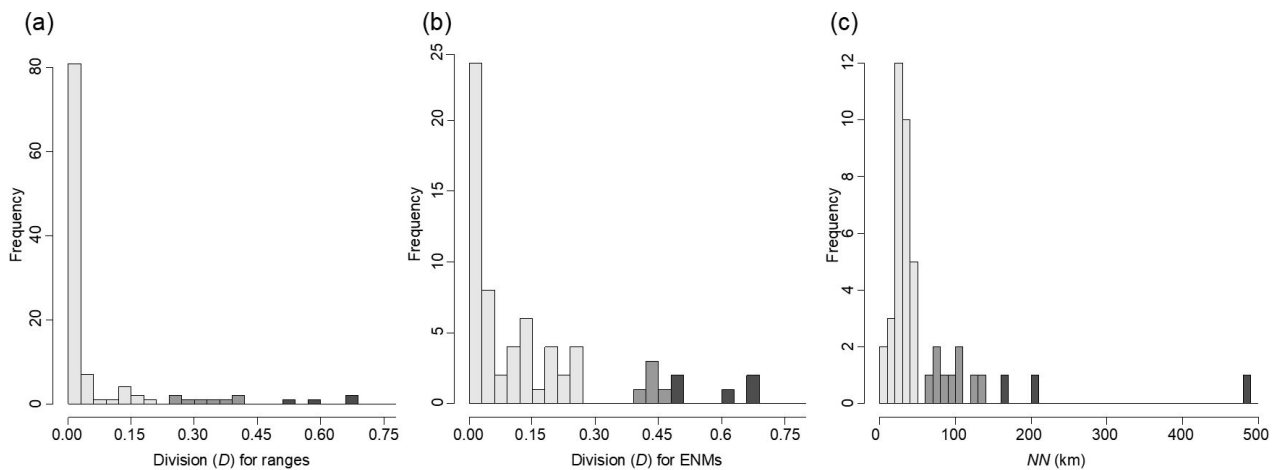 (a)
80
60
40
20
0
Frequency
0.00 0.15 0.30 0.45 0.60 0.75
Division (D) for ranges
(b)
25
20
15
10
5
0
Frequency
0.00 0.15 0.30 0.45 0.6 0.75
Division (D) for ENMs
(c)
12
10
8
6
4
2
0
Frequency
0 100 200 300 400 500
NN (km)